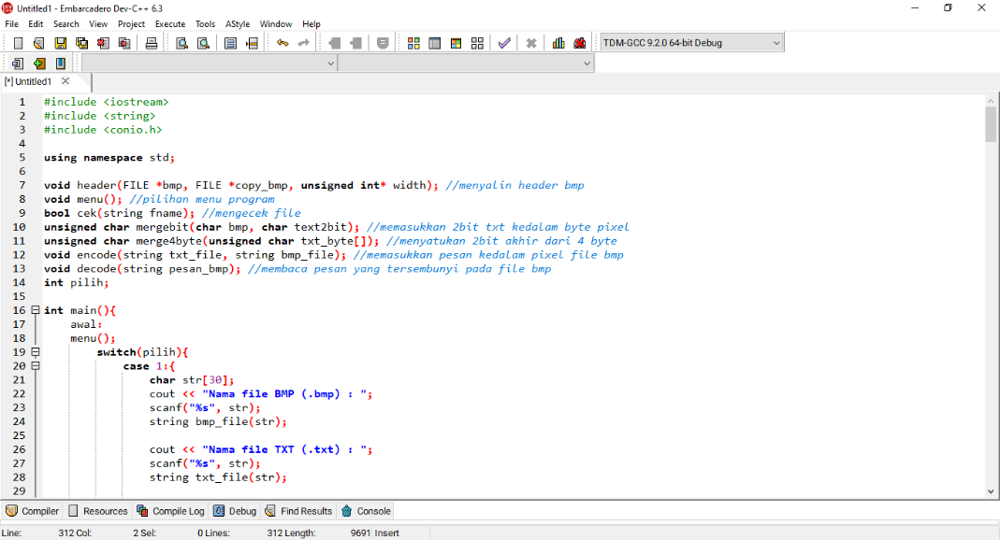 Untitled1 - Embarcadero Dev-C++ 6.3
File Edit Search View Project Execute Tools AStyle Window Help
TDM-GCC 9.2.0 64-bit Debug
[*] Untitled1
1 #include <iostream>
2 #include <string>
3 #include <conio.h>
4
5 using namespace std;
6
7 void header(FILE *bmp, FILE *copy_bmp, unsigned int* width); //menyalin header bmp
8 void menu(); //pilihan menu program
9 bool cek(string fname); //mengecek file
10 unsigned char mergebit(char bmp, char text2bit); //memasukkan 2bit txt kedalam byte pixel
11 unsigned char merge4byte(unsigned char txt_byte[]); //menyatukan 2bit akhir dari 4 byte
12 void encode(string txt_file, string bmp_file); //memasukkan pesan kedalam pixel file bmp
13 void decode(string pesan_bmp); //membaca pesan yang tersembunyi pada file bmp
14 int pilih;
15
16 int main(){
17 awal:
18 menu();
19 switch(pilih){
20 case 1:{
21 char str[30];
22 cout << "Nama file BMP (.bmp) : ";
23 scanf("%s", str);
24 string bmp_file(str);
25
26 cout << "Nama file TXT (.txt) : ";
27 scanf("%s", str);
28 string txt_file(str);
29
Compiler Resources Compile Log Debug Find Results Console
Line: 312 Col: 2 Sel: 0 Lines: 312 Length: 9691 Insert